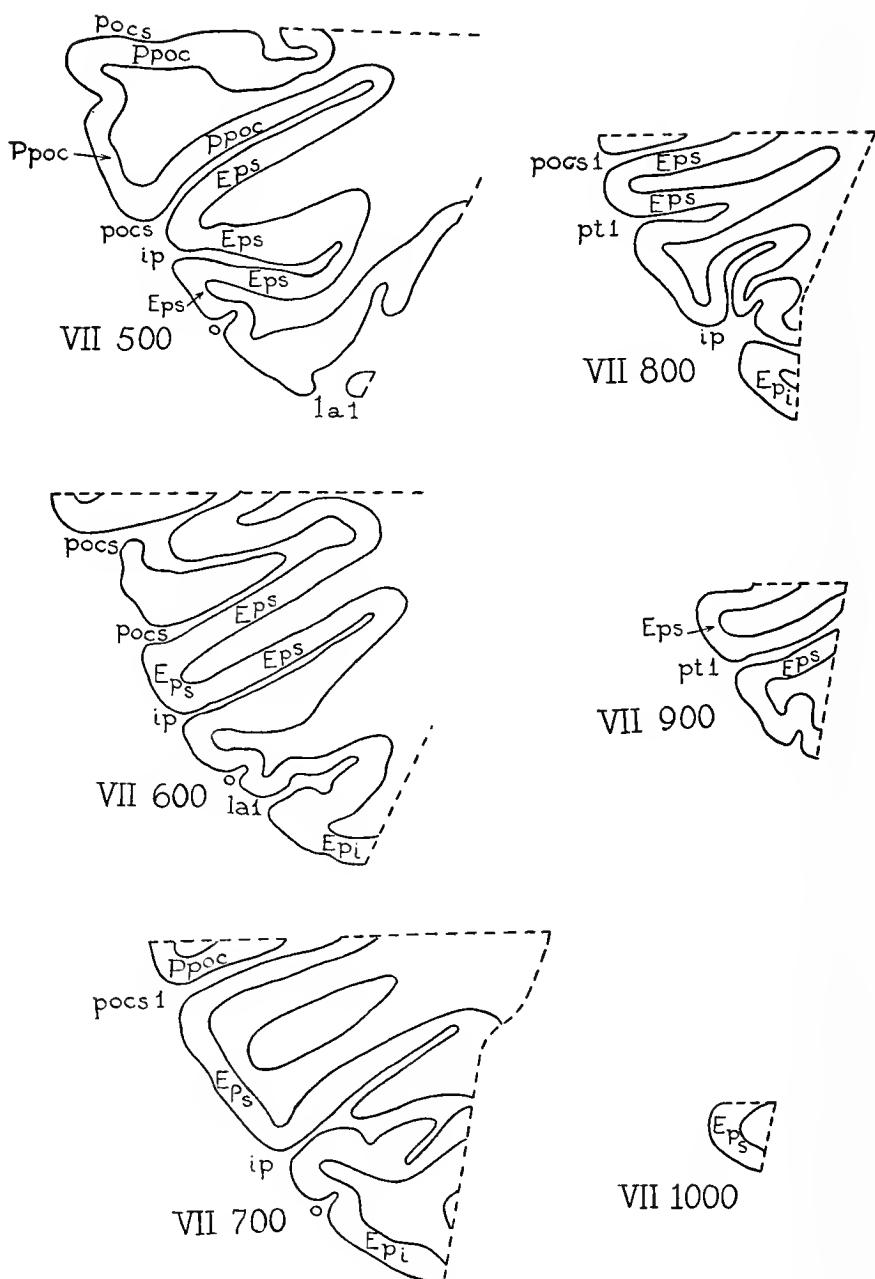 pocs
Ppoc
Ppoc
Ppoc
Eps
pocs
ip
Eps
Eps
Eps
o
VII 500
la1
pocs1
Eps
Eps
pt1
ip
VII 800
Epi
pocs
pocs
Eps
Eps
Eps
ip
o
VII 600
la1
Epi
Eps
pt1
Eps
VII 900
Ppoc
pocs1
Eps
ip
o
VII 700
Epi
Eps
VII 1000